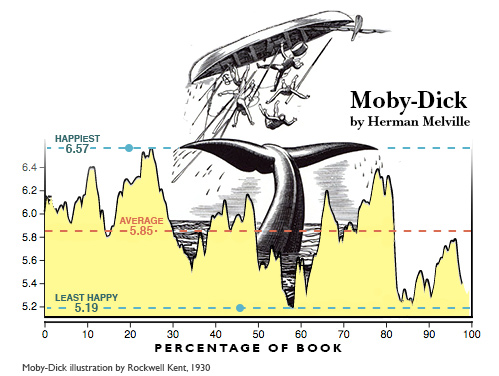 Moby-Dick
by Herman Melville
HAPPIEST
6.57
6.4
6.2
6.0
AVERAGE
5.85
5.8
5.6
5.4
LEAST HAPPY
5.19
5.2
0 10 20 30 40 50 60 70 80 90 100
PERCENTAGE OF BOOK
Moby-Dick illustration by Rockwell Kent, 1930